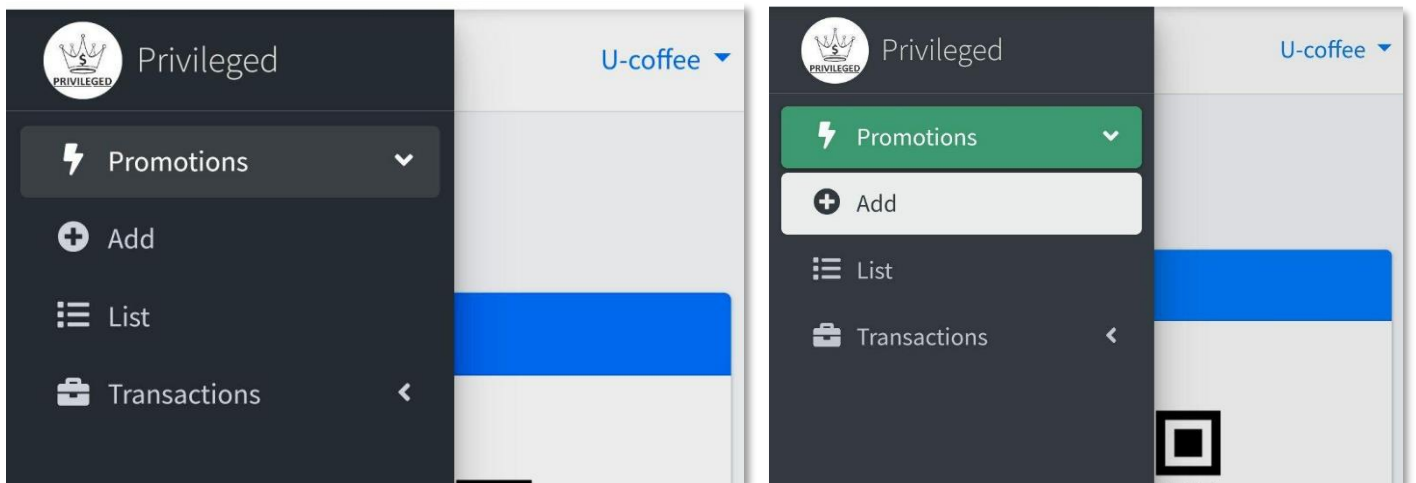 $
PRIVILEGED
Privileged
U-coffee
Promotions
Add
List
Transactions
$
PRIVILEGED
Privileged
U-coffee
Promotions
Add
List
Transactions